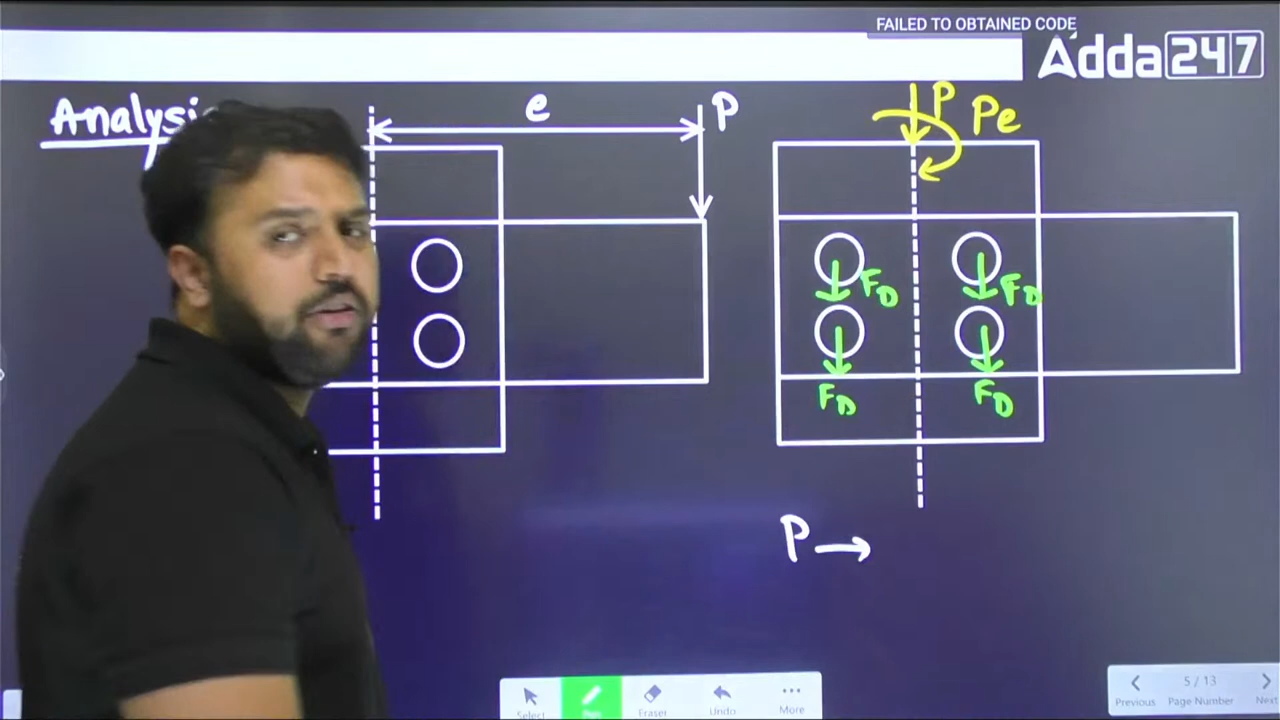 FAILED TO OBTAINED CODE
Adda247
Analysis
e
P
P
Pe
FD
FD
FD
FD
P →
Select
Pen
Eraser
Undo
More
5 / 13
Previous
Page Number
Next